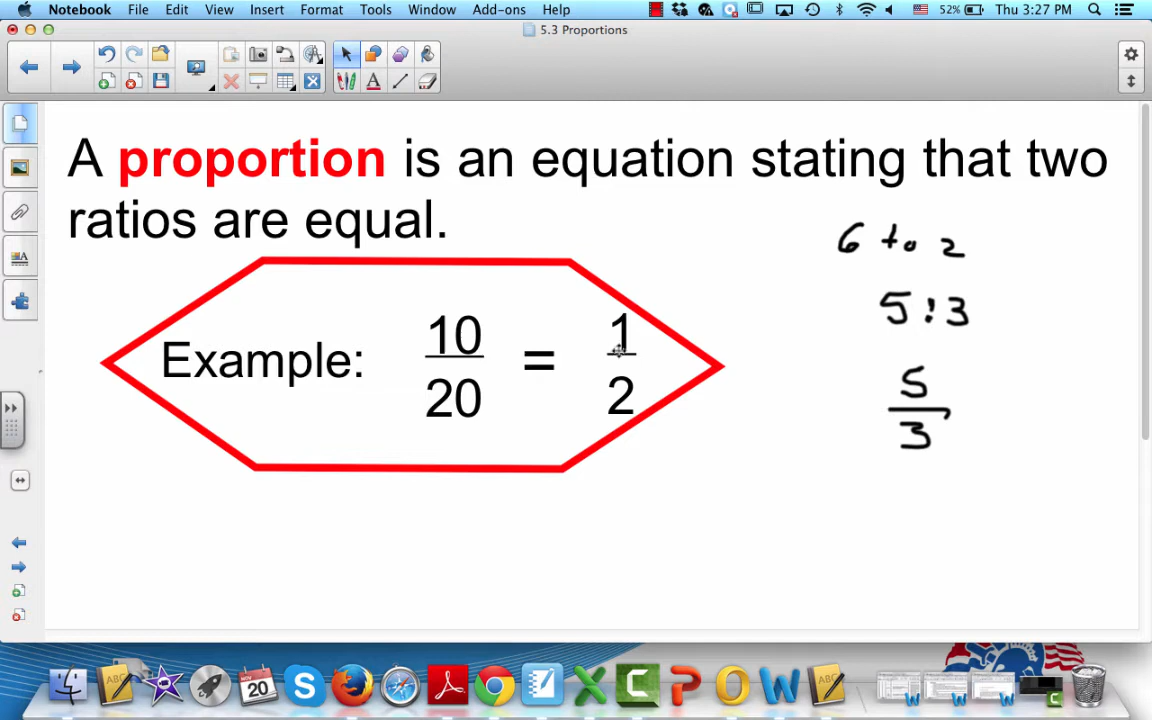 Notebook File Edit View Insert Format Tools Window Add-ons Help 52% Thu 3:27 PM
5.3 Proportions
A proportion is an equation stating that two
ratios are equal.
6 to 2
5:3
Example: 10/20 = 1/2
5/3
NOV
20